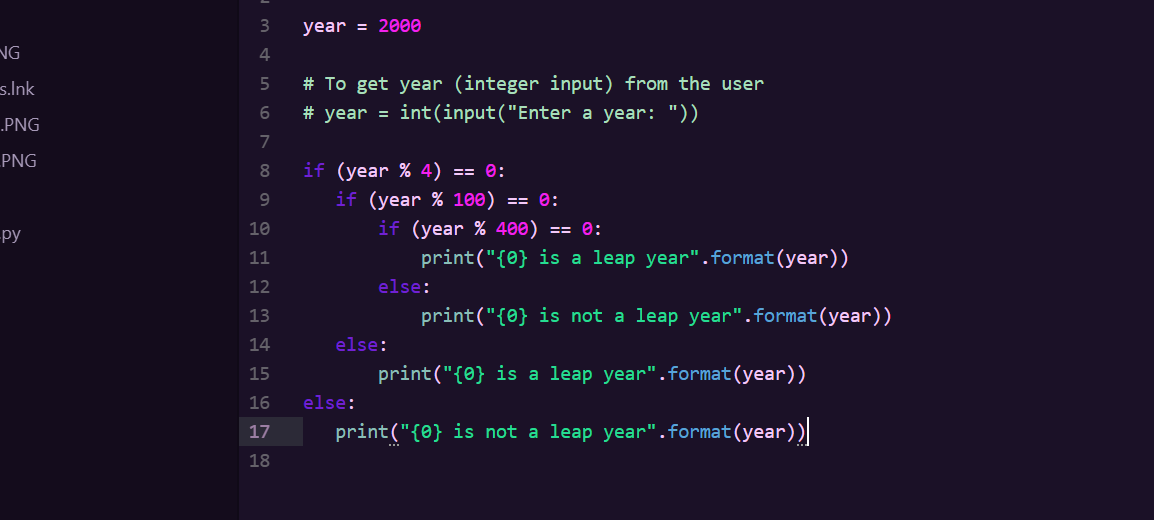 NG
s.lnk
.PNG
.PNG
.py
2
3 year = 2000
4
5 # To get year (integer input) from the user
6 # year = int(input("Enter a year: "))
7
8 if (year % 4) == 0:
9    if (year % 100) == 0:
10        if (year % 400) == 0:
11            print("{0} is a leap year".format(year))
12        else:
13            print("{0} is not a leap year".format(year))
14    else:
15        print("{0} is a leap year".format(year))
16 else:
17    print("{0} is not a leap year".format(year))
18